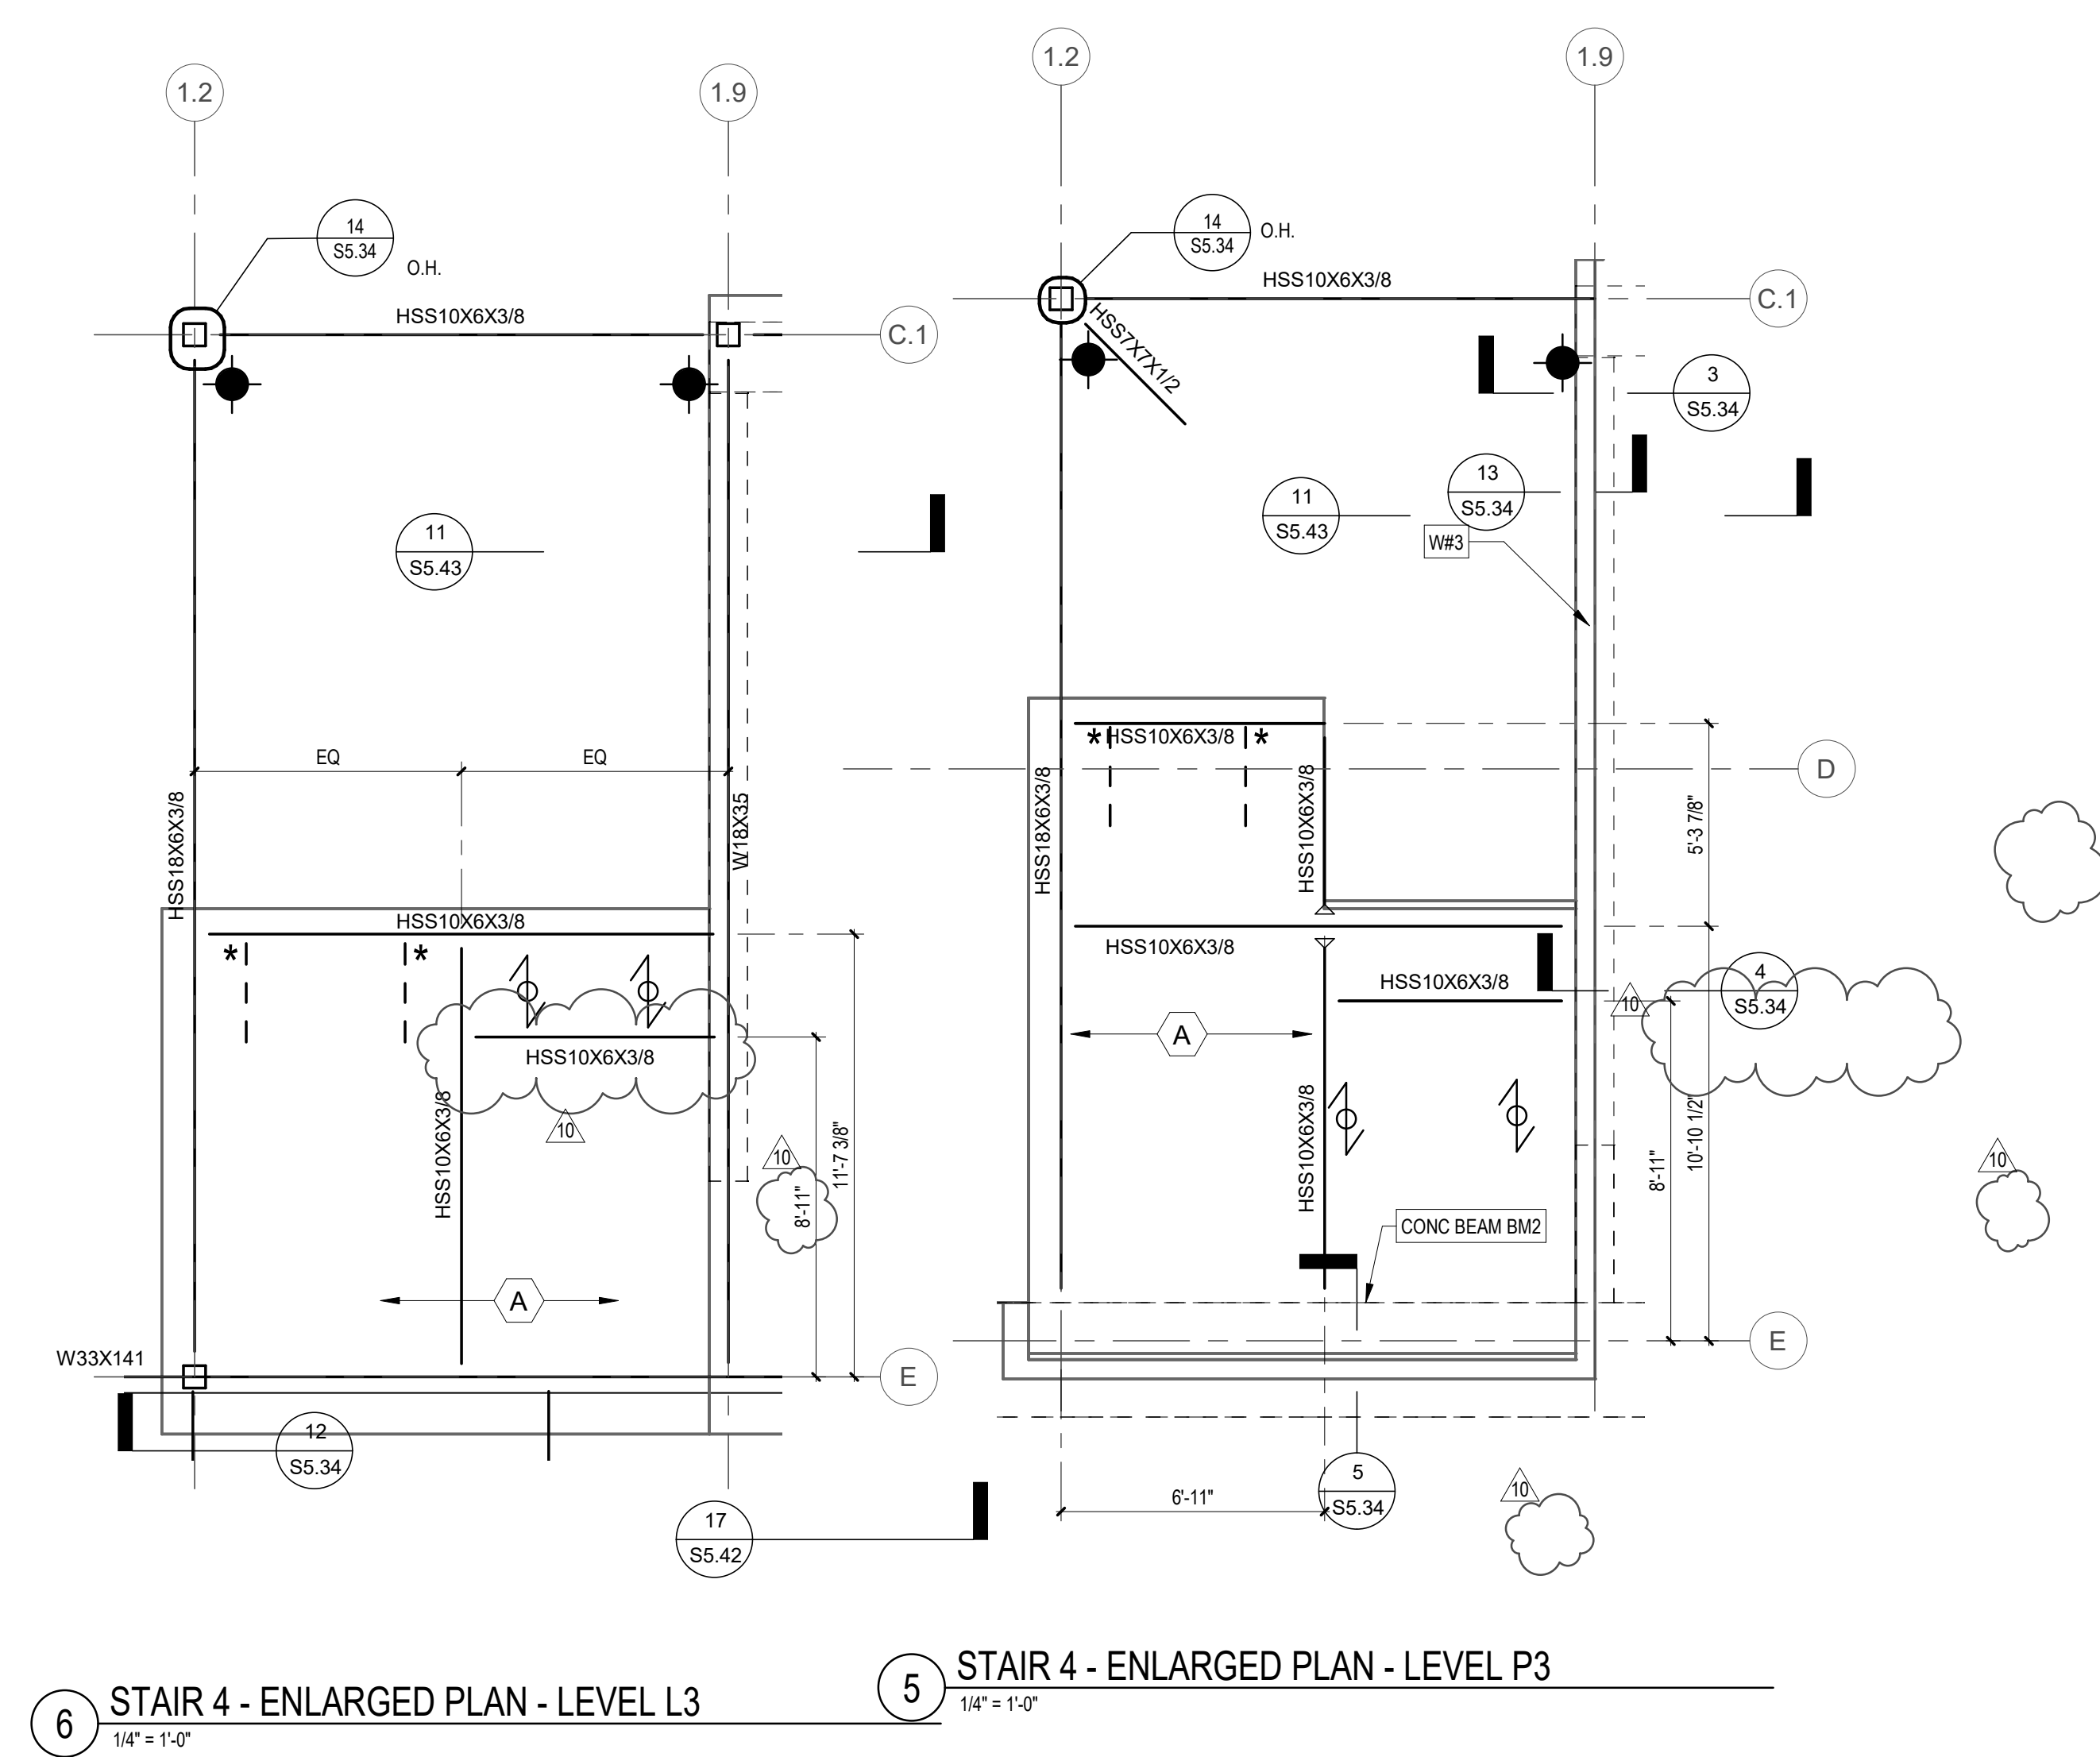 1.2
1.9
14
S5.34
O.H.
HSS10X6X3/8
C.1
11
S5.43
EQ
EQ
HSS18X6X3/8
W18X35
HSS10X6X3/8
*
*
HSS10X6X3/8
HSS10X6X3/8
10
10
8'-11"
11'-7 3/8"
A
W33X141
E
12
S5.34
17
S5.42
6
STAIR 4 - ENLARGED PLAN - LEVEL L3
1/4" = 1'-0"
1.2
1.9
14
S5.34
O.H.
HSS10X6X3/8
C.1
HSS7X7X1/2
3
S5.34
13
S5.34
11
S5.43
W#3
*
HSS10X6X3/8
*
D
HSS18X6X3/8
HSS10X6X3/8
5'-3 7/8"
HSS10X6X3/8
HSS10X6X3/8
4
S5.34
10
A
HSS10X6X3/8
8'-11"
10'-10 1/2"
10
CONC BEAM BM2
E
5
S5.34
6'-11"
10
5
STAIR 4 - ENLARGED PLAN - LEVEL P3
1/4" = 1'-0"